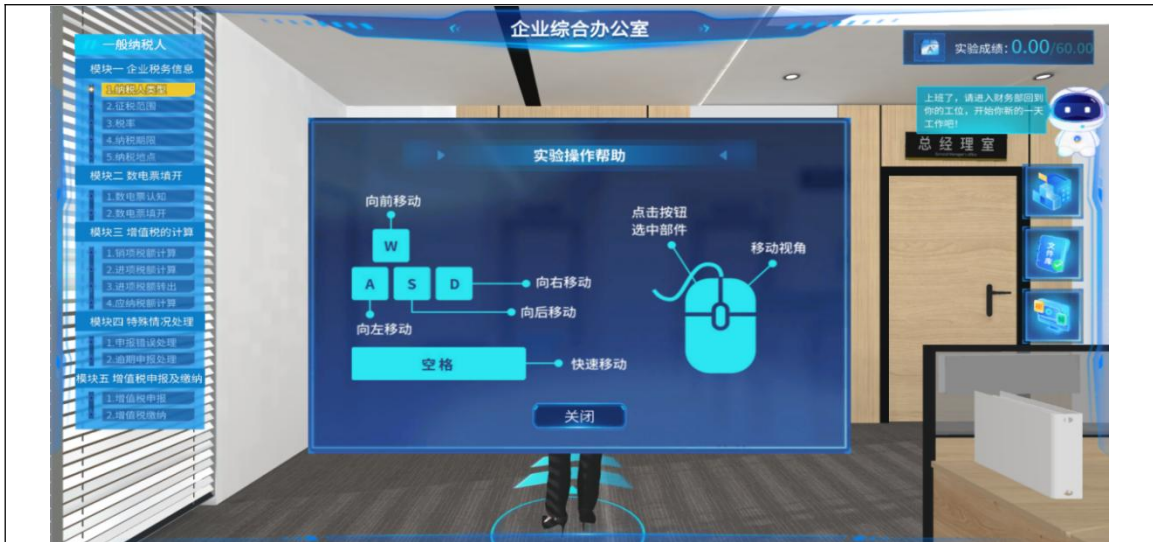 企业综合办公室
一般纳税人
模块一 企业税务信息
1.纳税人类型
2.征税范围
3.税率
4.纳税期限
5.纳税地点
模块二 数电票填开
1.数电票认知
2.数电票填开
模块三 增值税的计算
1.销项税额计算
2.进项税额计算
3.进项税额转出
4.应纳税额计算
模块四 特殊情况处理
1.申报错误处理
2.逾期申报处理
模块五 增值税申报及缴纳
1.增值税申报
2.增值税缴纳
实验操作帮助
向前移动
W
A S D
向右移动
向后移动
向左移动
空格
快速移动
点击按钮
选中部件
移动视角
关闭
实验成绩:0.00/60.00
上班了，请进入财务部回到
你的工位，开始你新的一天
工作吧！
总经理室
文件库